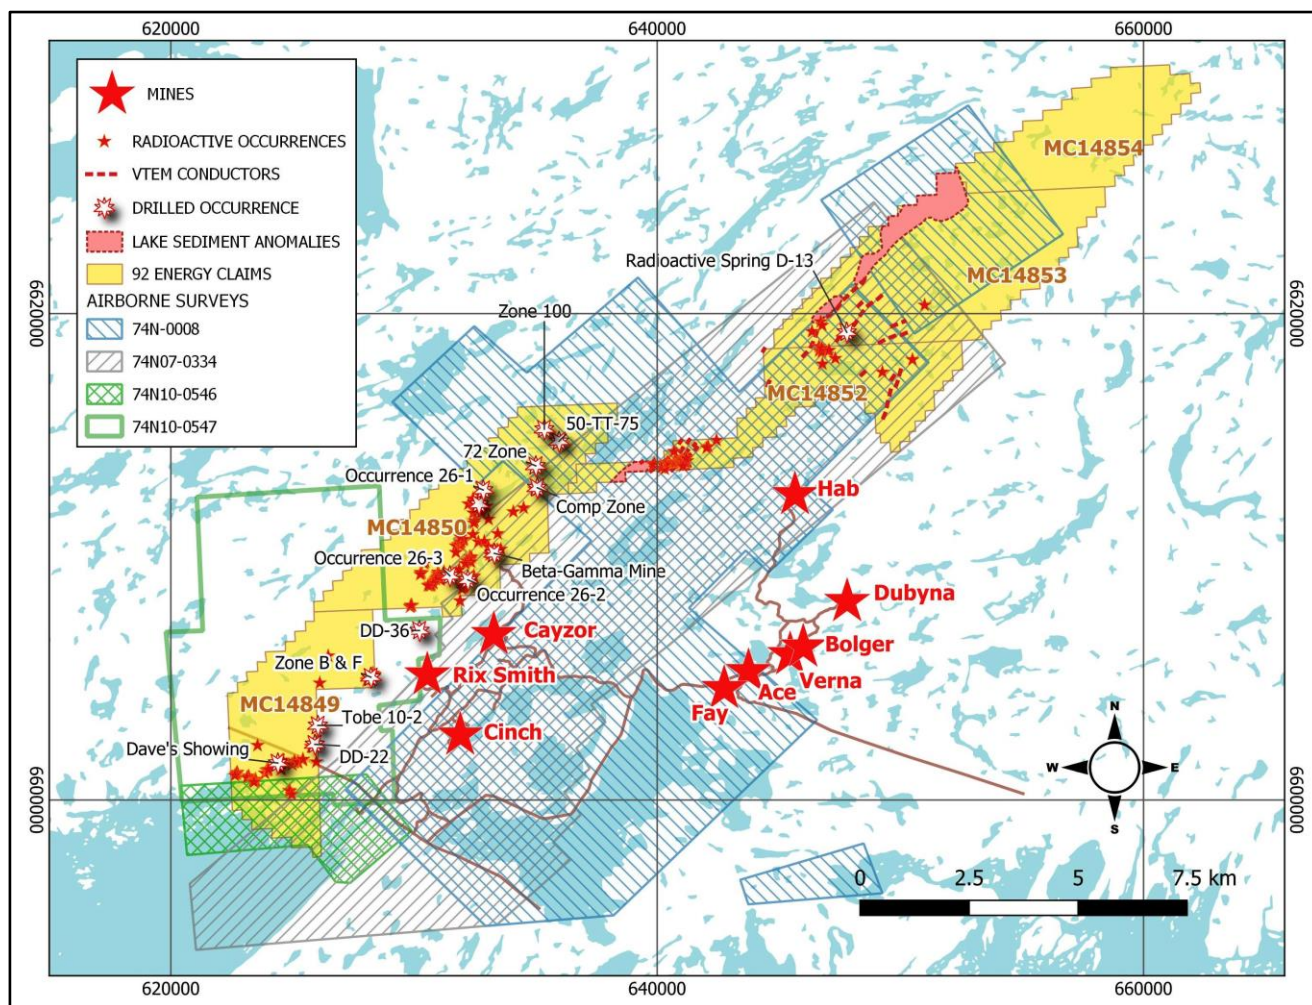 620000
640000
660000
MINES
RADIOACTIVE OCCURRENCES
VTEM CONDUCTORS
DRILLED OCCURRENCE
LAKE SEDIMENT ANOMALIES
92 ENERGY CLAIMS
AIRBORNE SURVEYS
74N-0008
74N07-0334
74N10-0546
74N10-0547
MC14854
Radioactive Spring D-13
MC14853
Zone 100
6620000
6620000
MC14852
50-TT-75
72 Zone
Occurrence 26-1
Hab
Comp Zone
MC14850
Occurrence 26-3
Beta-Gamma Mine
Occurrence 26-2
Dubyna
DD-36
Cayzor
Bolger
Zone B & F
Rix Smith
Verna
Ace
MC14849
Fay
Tobe 10-2
Cinch
Dave's Showing
DD-22
N
W
E
S
6600000
6600000
0
2.5
5
7.5 km
620000
640000
660000